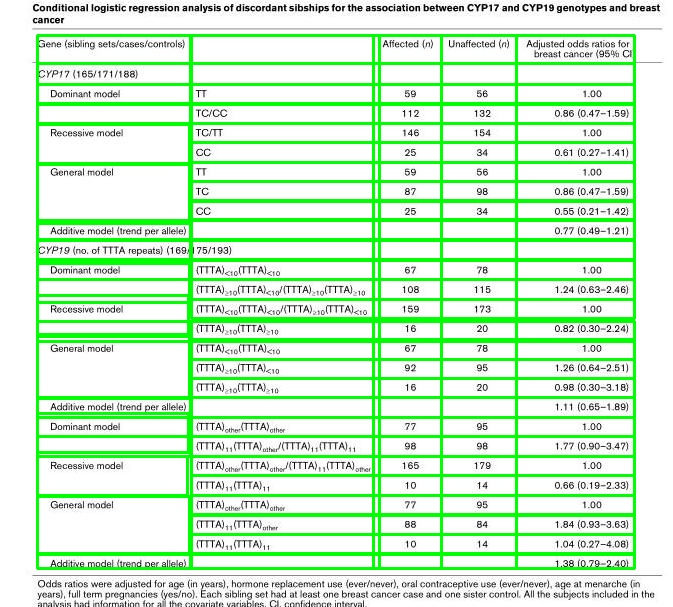 Conditional logistic regression analysis of discordant sibships for the association between CYP17 and CYP19 genotypes and breast
cancer
Gene (sibling sets/cases/controls) Affected (n) Unaffected (n) Adjusted odds ratios for
breast cancer (95% CI
CYP17 (165/171/188)
Dominant model TT 59 56 1.00
TC/CC 112 132 0.86 (0.47–1.59)
Recessive model TC/TT 146 154 1.00
CC 25 34 0.61 (0.27–1.41)
General model TT 59 56 1.00
TC 87 98 0.86 (0.47–1.59)
CC 25 34 0.55 (0.21–1.42)
Additive model (trend per allele) 0.77 (0.49–1.21)
CYP19 (no. of TTTA repeats) (169/175/193)
Dominant model (TTTA)<10(TTTA)<10 67 78 1.00
(TTTA)≥10(TTTA)<10/(TTTA)≥10(TTTA)≥10 108 115 1.24 (0.63–2.46)
Recessive model (TTTA)<10(TTTA)<10/(TTTA)≥10(TTTA)<10 159 173 1.00
(TTTA)≥10(TTTA)≥10 16 20 0.82 (0.30–2.24)
General model (TTTA)<10(TTTA)<10 67 78 1.00
(TTTA)≥10(TTTA)<10 92 95 1.26 (0.64–2.51)
(TTTA)≥10(TTTA)≥10 16 20 0.98 (0.30–3.18)
Additive model (trend per allele) 1.11 (0.65–1.89)
Dominant model (TTTA)other(TTTA)other 77 95 1.00
(TTTA)11(TTTA)other/(TTTA)11(TTTA)11 98 98 1.77 (0.90–3.47)
Recessive model (TTTA)other(TTTA)other/(TTTA)11(TTTA)other 165 179 1.00
(TTTA)11(TTTA)11 10 14 0.66 (0.19–2.33)
General model (TTTA)other(TTTA)other 77 95 1.00
(TTTA)11(TTTA)other 88 84 1.84 (0.93–3.63)
(TTTA)11(TTTA)11 10 14 1.04 (0.27–4.08)
Additive model (trend per allele) 1.38 (0.79–2.40)
Odds ratios were adjusted for age (in years), hormone replacement use (ever/never), oral contraceptive use (ever/never), age at menarche (in
years), full term pregnancies (yes/no). Each sibling set had at least one breast cancer case and one sister control. All the subjects included in the
analysis had information for all the covariate variables. CI, confidence interval.